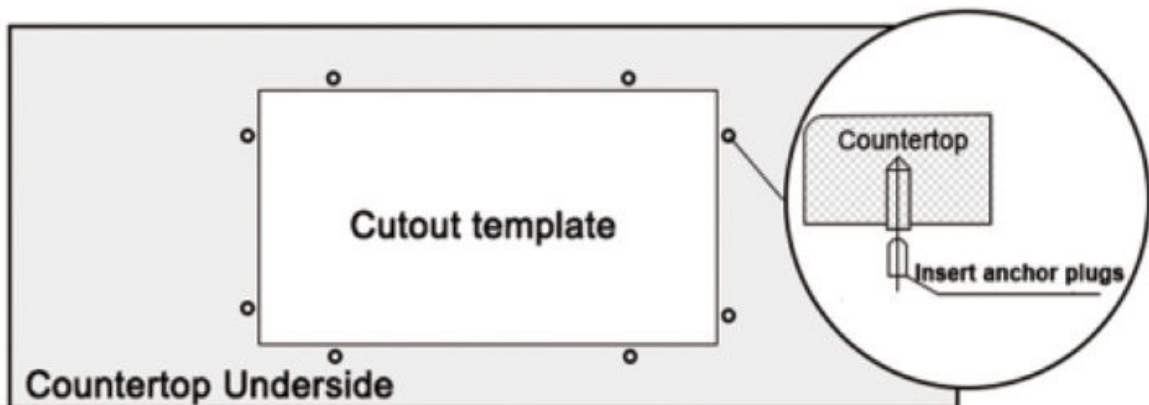 Countertop
Cutout template
Insert anchor plugs
Countertop Underside